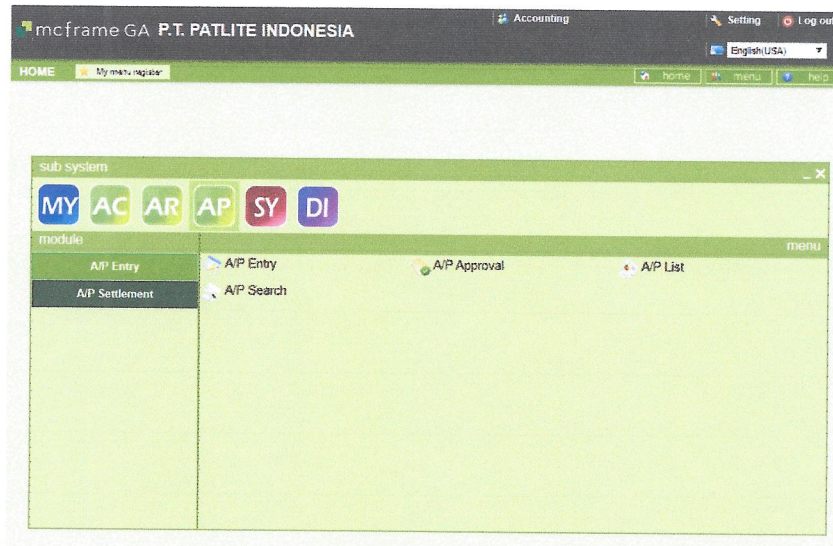 mcframe GA P.T. PATLITE INDONESIA
Accounting
Setting
Log out
English(USA)
HOME
My menu register
home
menu
help
sub system
MY AC AR AP SY DI
module
menu
A/P Entry
A/P Settlement
A/P Entry
A/P Approval
A/P List
A/P Search